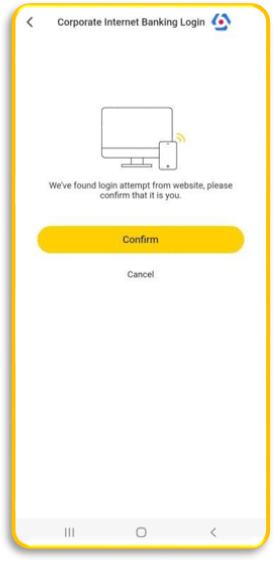 Corporate Internet Banking Login
We've found login attempt from website, please
confirm that it is you.
Confirm
Cancel